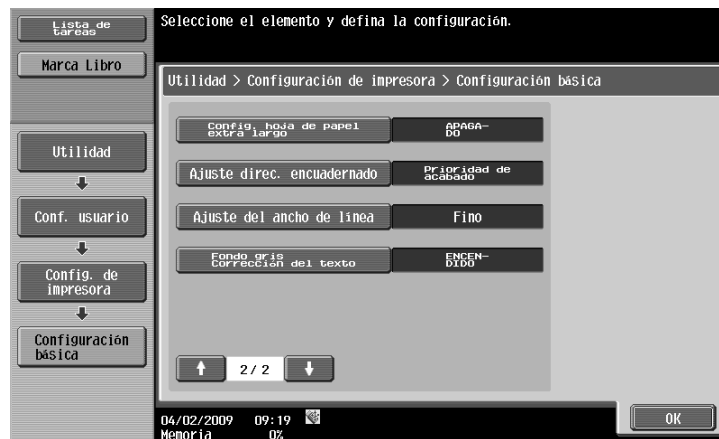 Lista de
tareas
Seleccione el elemento y defina la configuración.
Marca Libro
Utilidad > Configuración de impresora > Configuración básica
Config. hoja de papel
extra largo
APAGA-
DO
Utilidad
Ajuste direc. encuadernado
Prioridad de
acabado
Conf. usuario
Ajuste del ancho de línea
Fino
Fondo gris
Corrección del texto
ENCEN-
DIDO
Config. de
impresora
Configuración
básica
2/2
OK
04/02/2009 09:19
Memoria 0%